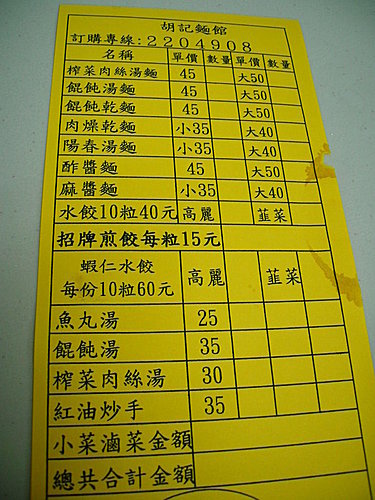 胡記麵館
訂購專線:2204908
名稱 單價 數量 單價 數量
榨菜肉絲湯麵 45 大50
餛飩湯麵 45 大50
餛飩乾麵 45 大50
肉燥乾麵 小35 大40
陽春湯麵 小35 大40
酢醬麵 45 大50
麻醬麵 小35 大40
水餃10粒40元 高麗 韮菜
招牌煎餃每粒15元
蝦仁水餃 高麗 韮菜
每份10粒60元
魚丸湯 25
餛飩湯 35
榨菜肉絲湯 30
紅油炒手 35
小菜滷菜金額
總共合計金額